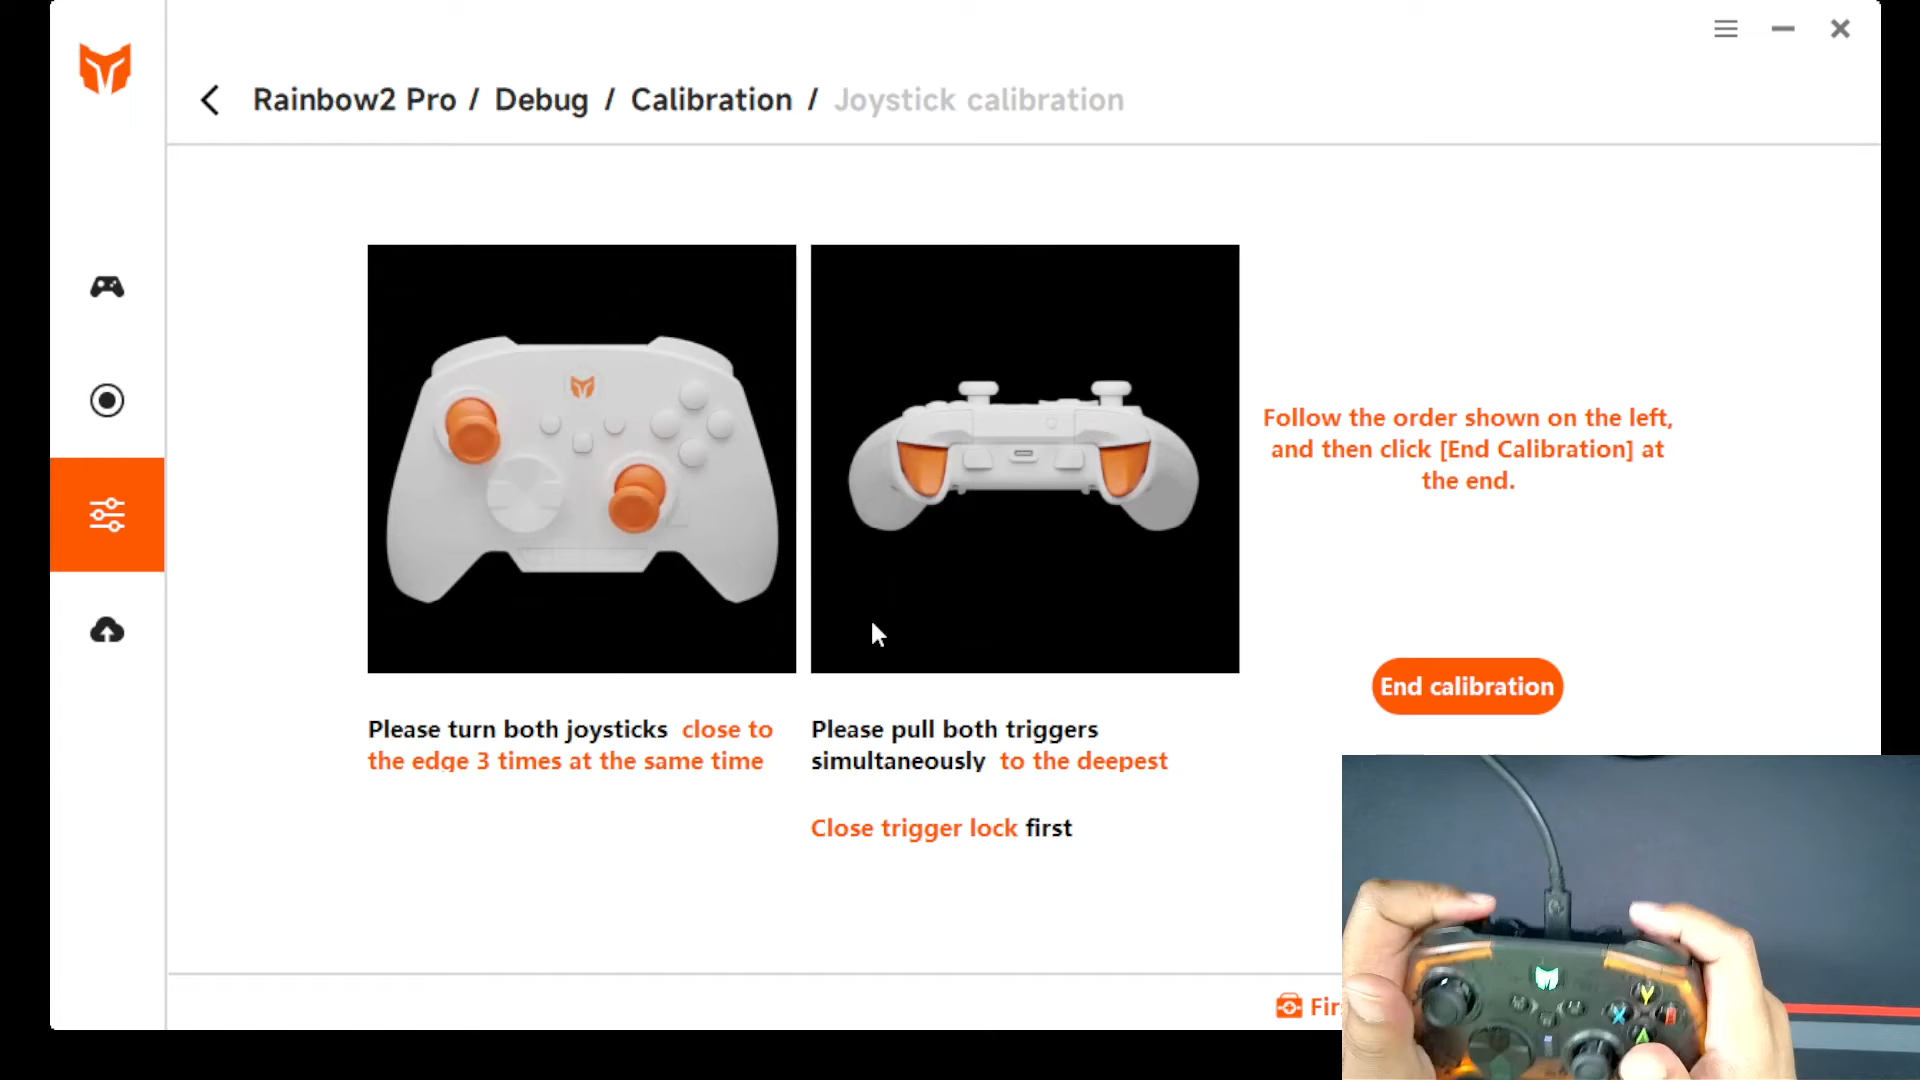 Rainbow2 Pro / Debug / Calibration / Joystick calibration
Follow the order shown on the left,
and then click [End Calibration] at
the end.
End calibration
Please turn both joysticks close to
the edge 3 times at the same time
Please pull both triggers
simultaneously to the deepest
Close trigger lock first
Y
X
A